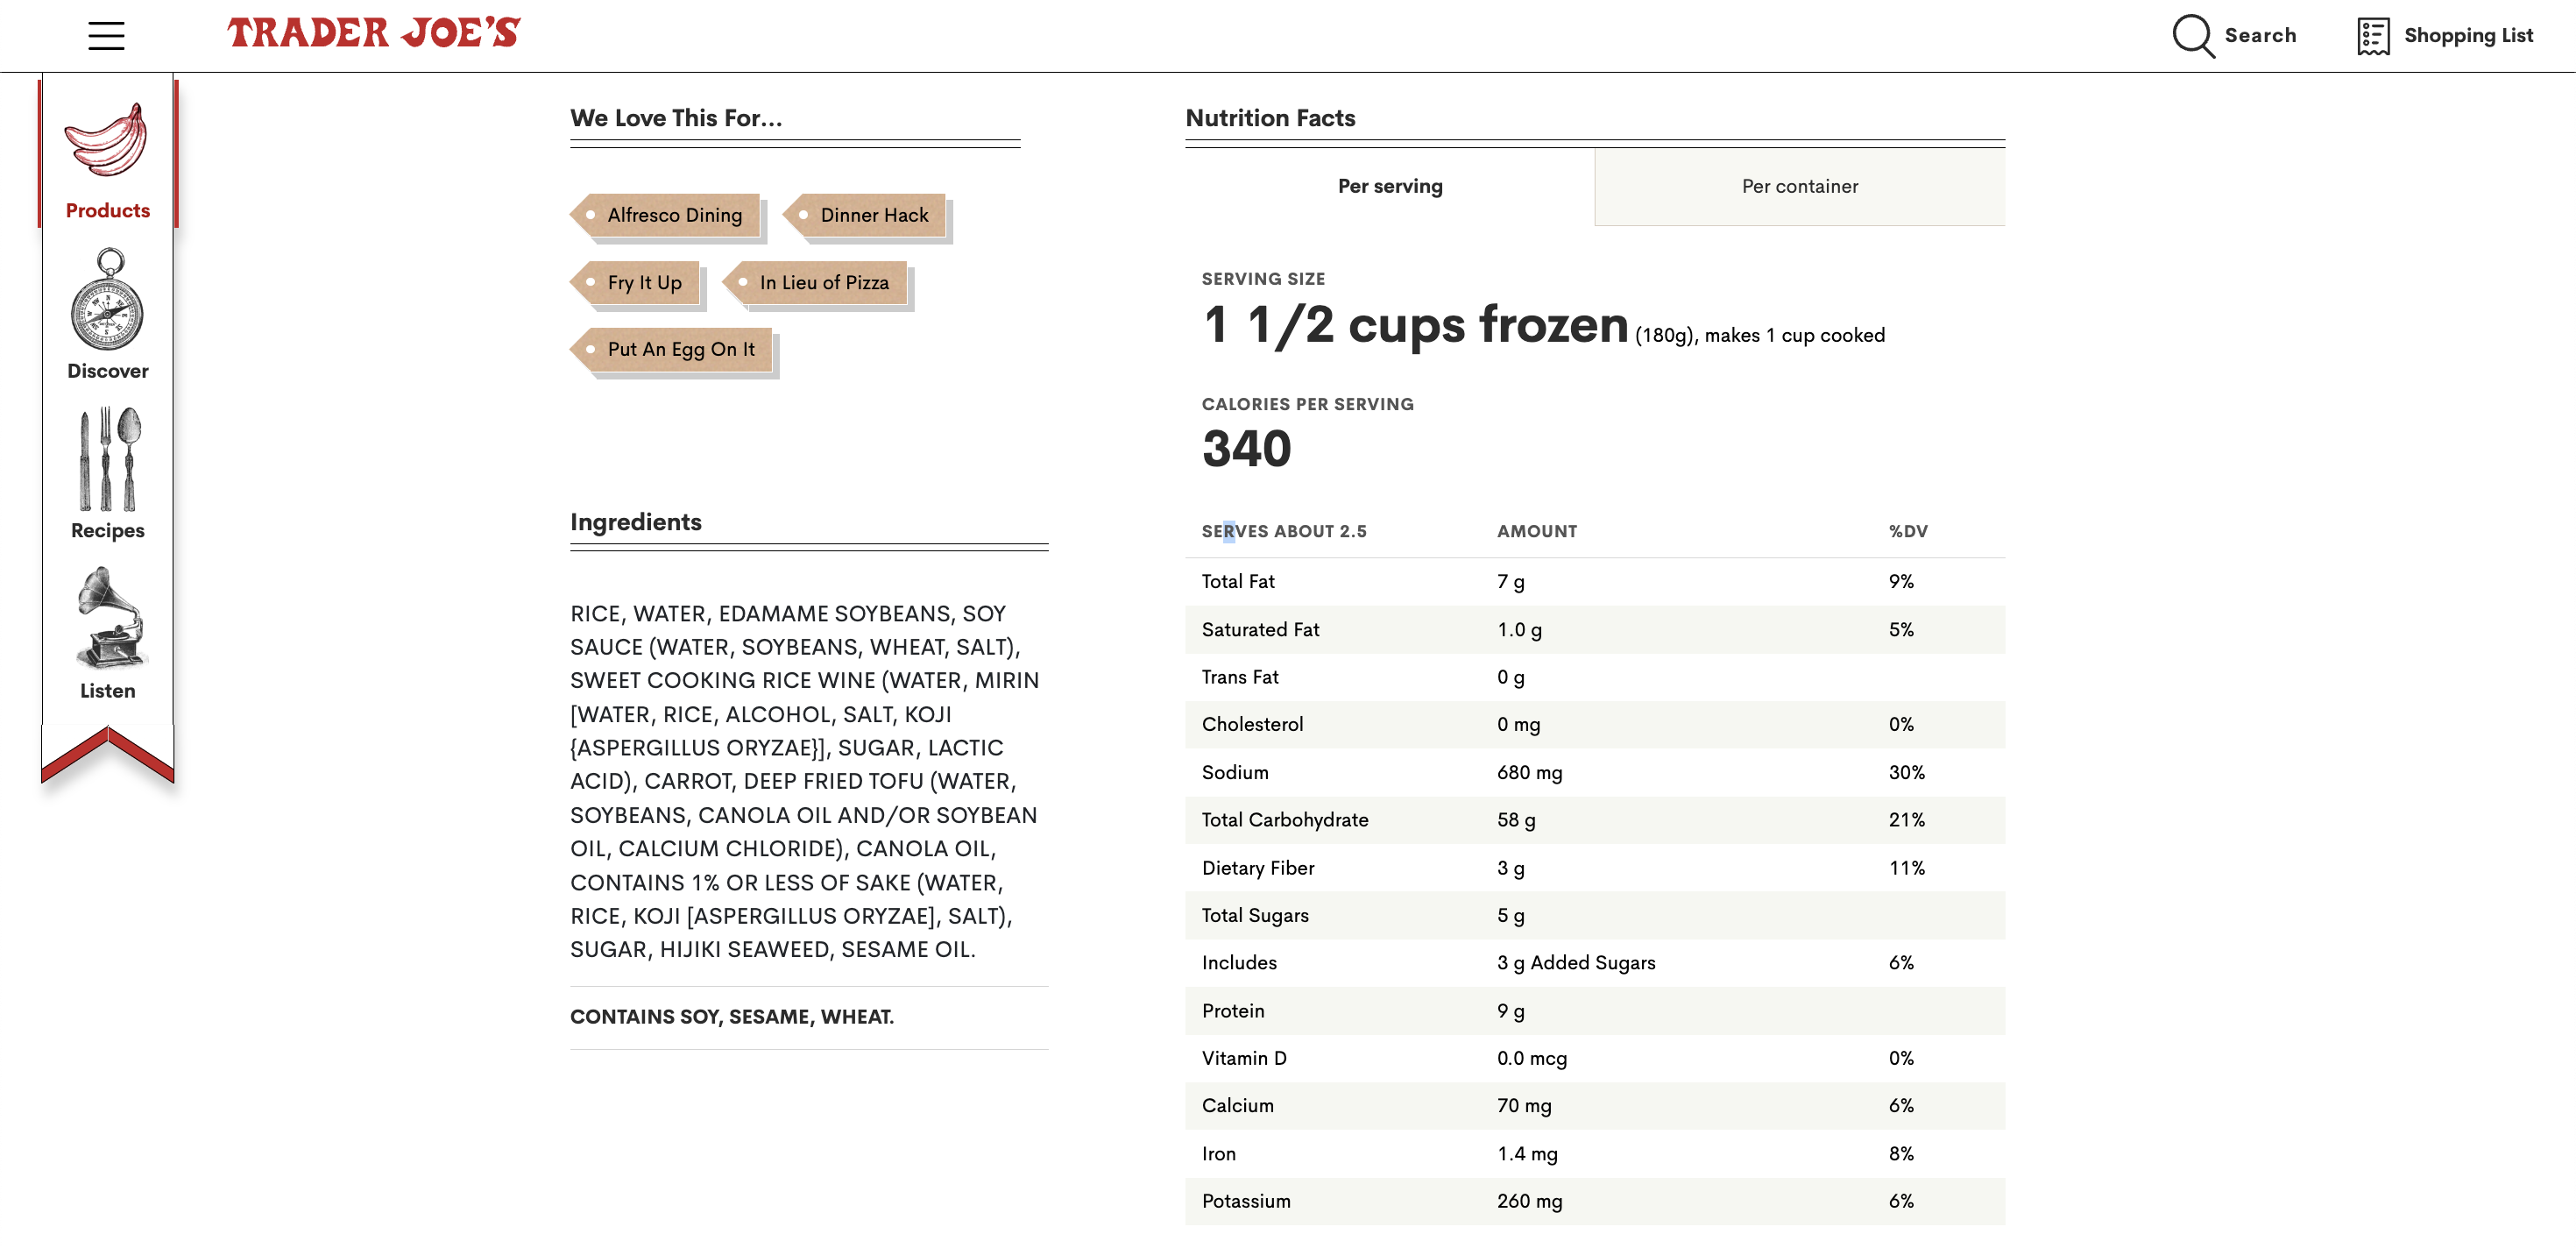 TRADER JOE'S
Search
Shopping List
Products
Discover
Recipes
Listen
We Love This For...
Alfresco Dining
Dinner Hack
Fry It Up
In Lieu of Pizza
Put An Egg On It
Ingredients
RICE, WATER, EDAMAME SOYBEANS, SOY
SAUCE (WATER, SOYBEANS, WHEAT, SALT),
SWEET COOKING RICE WINE (WATER, MIRIN
[WATER, RICE, ALCOHOL, SALT, KOJI
{ASPERGILLUS ORYZAE}], SUGAR, LACTIC
ACID), CARROT, DEEP FRIED TOFU (WATER,
SOYBEANS, CANOLA OIL AND/OR SOYBEAN
OIL, CALCIUM CHLORIDE), CANOLA OIL,
CONTAINS 1% OR LESS OF SAKE (WATER,
RICE, KOJI [ASPERGILLUS ORYZAE], SALT),
SUGAR, HIJIKI SEAWEED, SESAME OIL.
CONTAINS SOY, SESAME, WHEAT.
Nutrition Facts
Per serving
Per container
SERVING SIZE
1 1/2 cups frozen (180g), makes 1 cup cooked
CALORIES PER SERVING
340
SERVES ABOUT 2.5 AMOUNT %DV
Total Fat 7 g 9%
Saturated Fat 1.0 g 5%
Trans Fat 0 g
Cholesterol 0 mg 0%
Sodium 680 mg 30%
Total Carbohydrate 58 g 21%
Dietary Fiber 3 g 11%
Total Sugars 5 g
Includes 3 g Added Sugars 6%
Protein 9 g
Vitamin D 0.0 mcg 0%
Calcium 70 mg 6%
Iron 1.4 mg 8%
Potassium 260 mg 6%